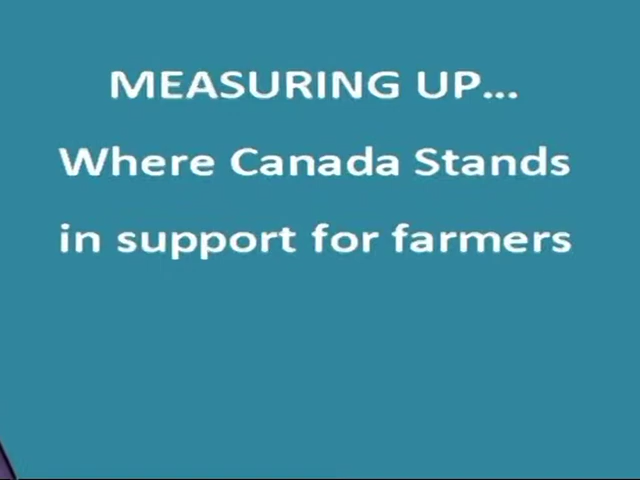 MEASURING UP...
Where Canada Stands
in support for farmers